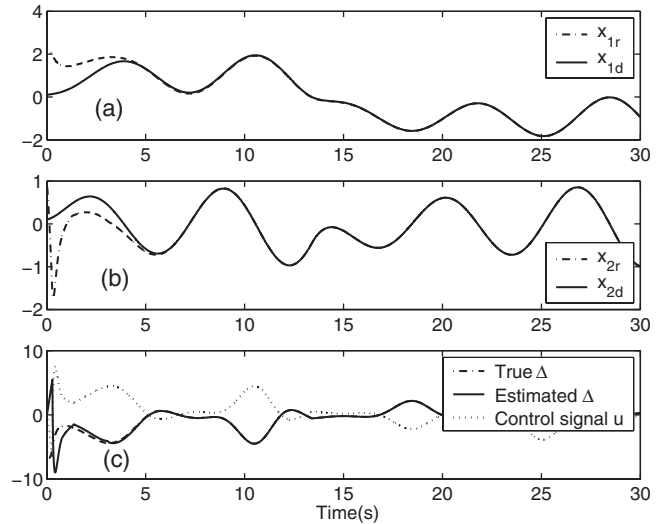 4
2
0
−2
(a)
x1r
x1d
0 5 10 15 20 25 30
1
0
−1
−2
(b)
x2r
x2d
0 5 10 15 20 25 30
10
0
−10
(c)
True Δ
Estimated Δ
Control signal u
0 5 10 15 20 25 30
Time(s)